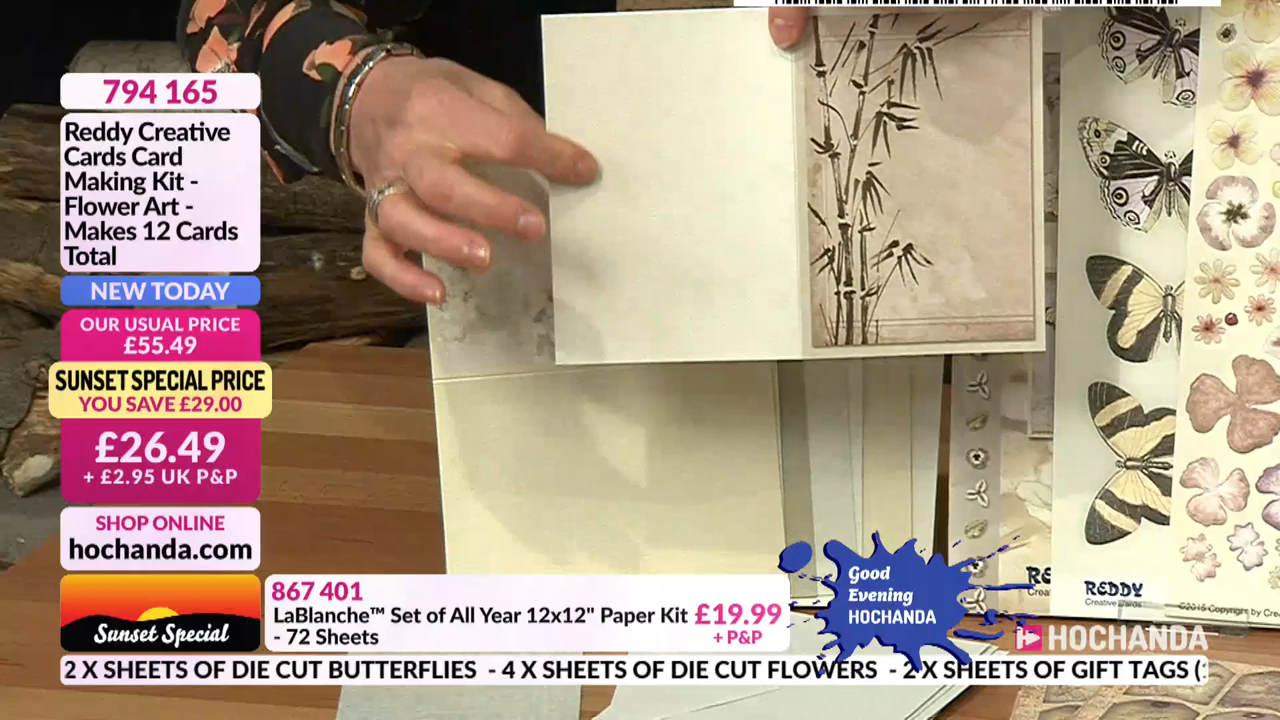 794 165
Reddy Creative
Cards Card
Making Kit -
Flower Art -
Makes 12 Cards
Total
NEW TODAY
OUR USUAL PRICE
£55.49
SUNSET SPECIAL PRICE
YOU SAVE £29.00
£26.49
+ £2.95 UK P&P
SHOP ONLINE
hochanda.com
Sunset Special
867 401
LaBlanche™ Set of All Year 12x12" Paper Kit
- 72 Sheets
£19.99
+ P&P
Good
Evening
HOCHANDA
REDDY
Creative Cards
©2015 Copyright by Cre
HOCHANDA
2 X SHEETS OF DIE CUT BUTTERFLIES - 4 X SHEETS OF DIE CUT FLOWERS - 2 X SHEETS OF GIFT TAGS (